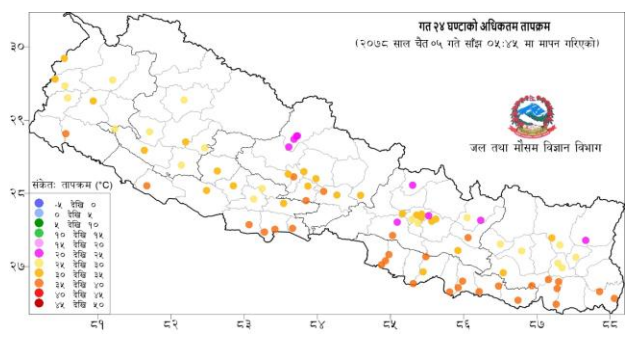 गत २४ घण्टाको अधिकतम तापक्रम
(२०७८ साल चैत ०५ गते साँझ ०५:४५ मा मापन गरिएको)
जल तथा मौसम विज्ञान विभाग
३०
२९
२८
२७
संकेतः तापक्रम (°C)
-५ देखि ०
० देखि ५
५ देखि १०
१० देखि १५
१५ देखि २०
२० देखि २५
२५ देखि ३०
३० देखि ३५
३५ देखि ४०
४० देखि ४५
४५ देखि ५०
८१ ८२ ८३ ८४ ८५ ८६ ८७ ८८